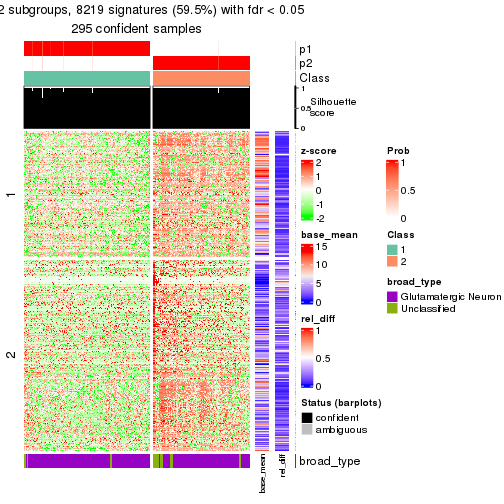 2 subgroups, 8219 signatures (59.5%) with fdr < 0.05
295 confident samples
p1
p2
Class
1
0.5
0
Silhouette
score
1
2
z-score
2
1
0
-1
-2
Prob
1
0.5
0
base_mean
15
10
5
0
Class
1
2
broad_type
Glutamatergic Neuron
Unclassified
rel_diff
1
0.5
0
Status (barplots)
confident
ambiguous
broad_type
base_mean
rel_diff